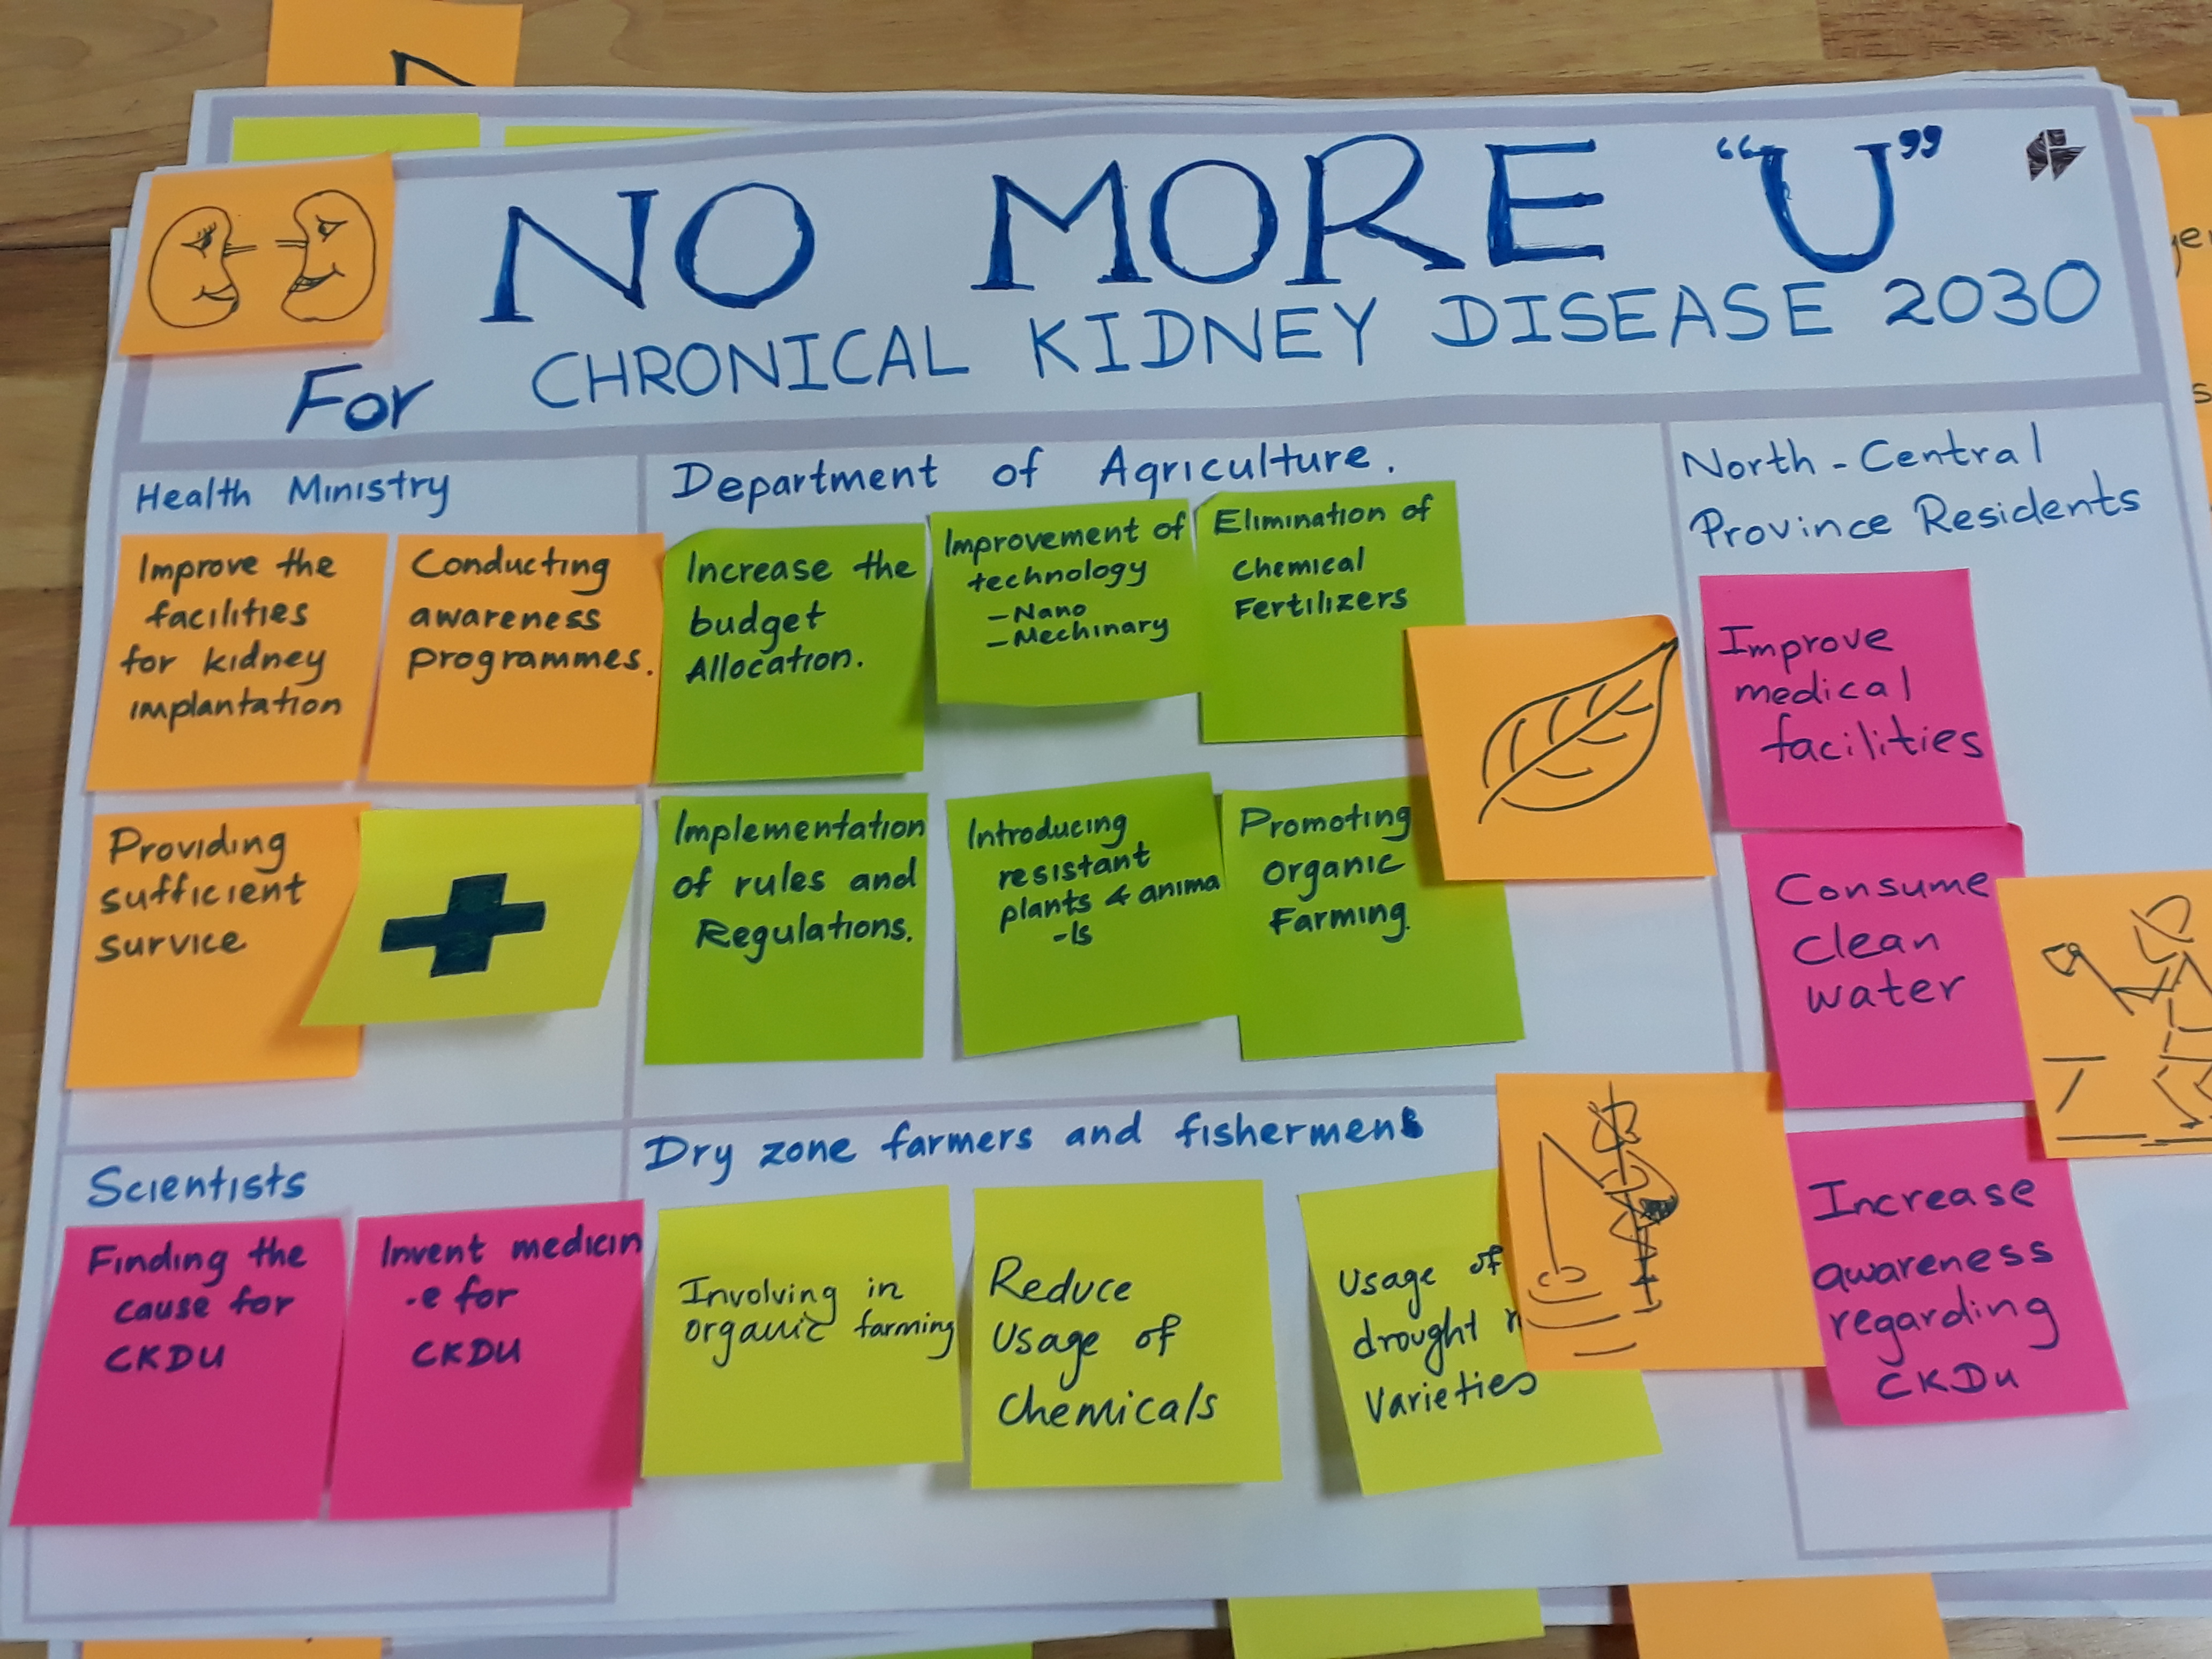 NO MORE "U"
For CHRONICAL KIDNEY DISEASE 2030
Health Ministry
Improve the
facilities
for kidney
implantation
Conducting
awareness
programmes.
Providing
sufficient
survice
Department of Agriculture.
Increase the
budget
Allocation.
Improvement of
technology
- Nano
- Mechinary
Elimination of
Chemical
Fertilizers
Implementation
of rules and
Regulations.
Introducing
resistant
plants & anima
-ls
Promoting
Organic
Farming.
North - Central
Province Residents
Improve
medical
facilities
Consume
clean
water
Increase
awareness
regarding
CKDu
Scientists
Finding the
cause for
CKDU
Invent medicin
-e for
CKDU
Dry zone farmers and fishermens
Involving in
organic farming
Reduce
Usage of
Chemicals
Usage of
drought
Varieties